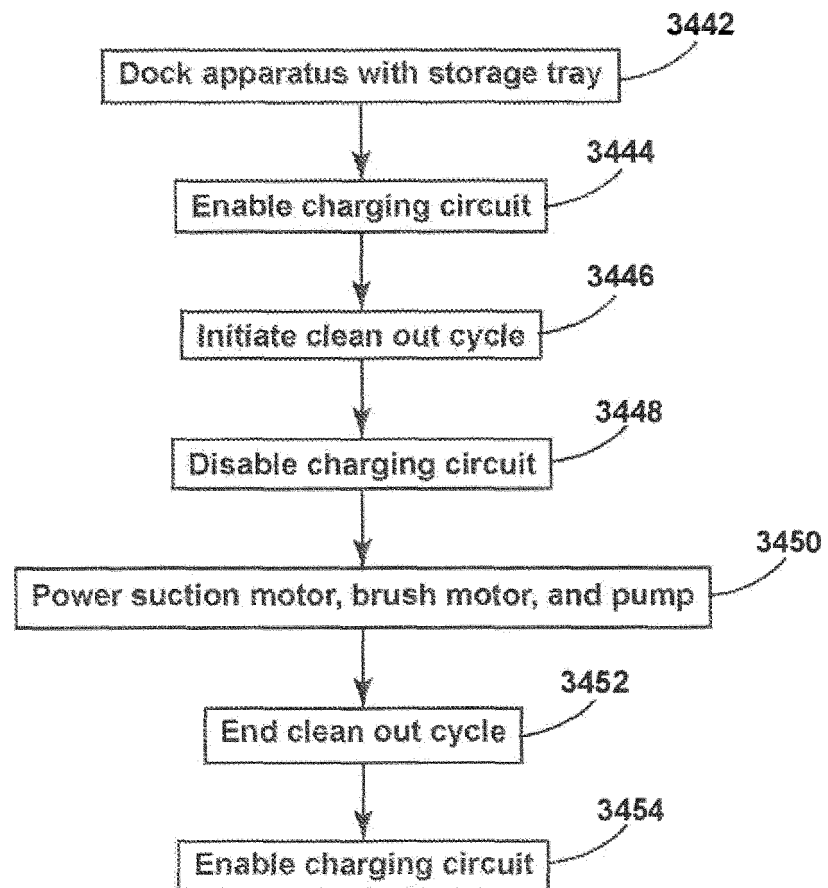 3442
Dock apparatus with storage tray
3444
Enable charging circuit
3446
Initiate clean out cycle
3448
Disable charging circuit
3450
Power suction motor, brush motor, and pump
3452
End clean out cycle
3454
Enable charging circuit